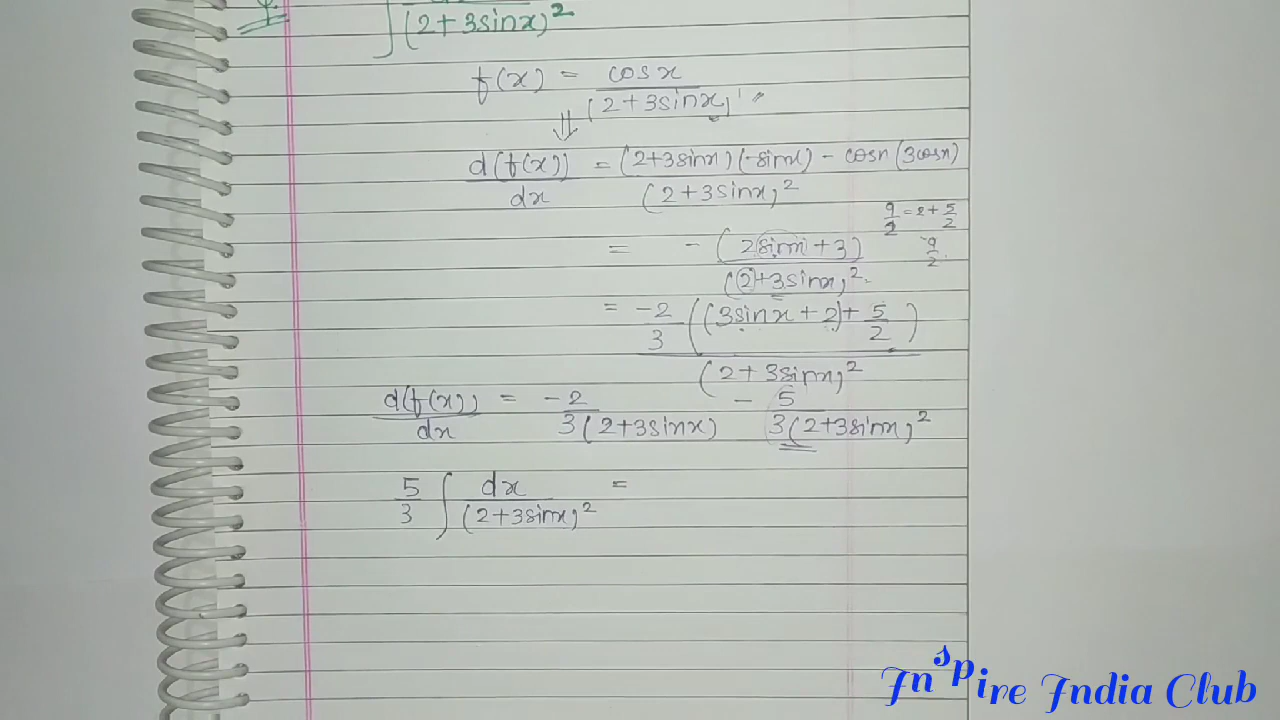 ∫ (2+3sinx)²
f(x) = cosx / (2+3sinx)'
⇓
d(f(x))/dx = (2+3sinx)(-sinx) - cosx(3cosx) / (2+3sinx)²
9/2 = 2+5/2
= -(2sinx+3) / (2+3sinx)²
9/2
= -2/3 ((3sinx+2)+5/2) / (2+3sinx)²
d(f(x))/dx = -2 / 3(2+3sinx) - 5 / 3(2+3sinx)²
5/3 ∫ dx / (2+3sinx)² =
Inspire India Club